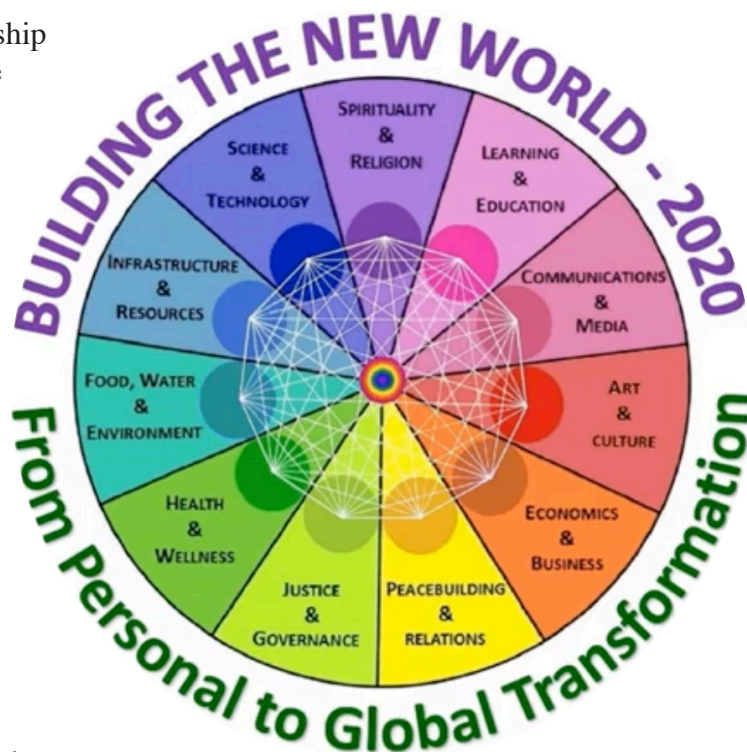 ship
BUILDING THE NEW WORLD - 2020
SPIRITUALITY
&
RELIGION
LEARNING
&
EDUCATION
COMMUNICATIONS
&
MEDIA
ART
&
CULTURE
ECONOMICS
&
BUSINESS
PEACEBUILDING
&
RELATIONS
JUSTICE
&
GOVERNANCE
HEALTH
&
WELLNESS
FOOD, WATER
&
ENVIRONMENT
INFRASTRUCTURE
&
RESOURCES
SCIENCE
&
TECHNOLOGY
From Personal to Global Transformation